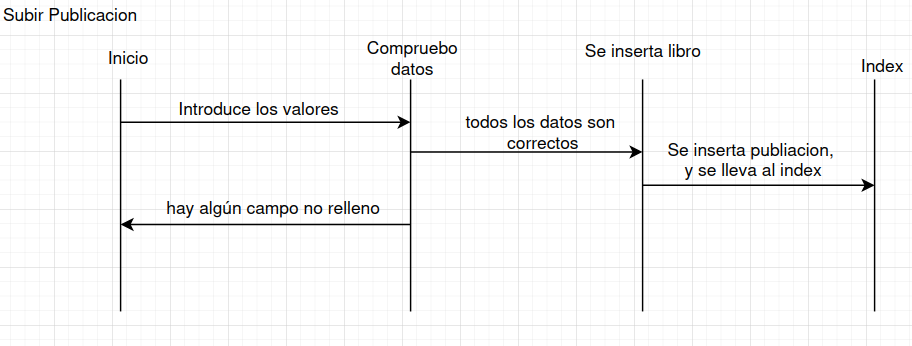 Subir Publicacion
Inicio
Compruebo
datos
Se inserta libro
Index
Introduce los valores
todos los datos son
correctos
Se inserta publiacion,
y se lleva al index
hay algún campo no relleno